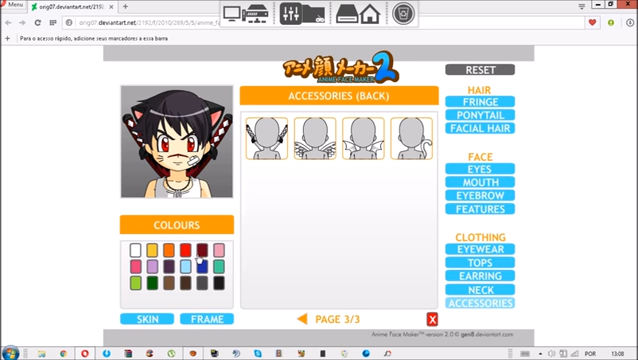 Menu
orig07.deviantart.net/219
orig07.deviantart.net/2192/f/2010/269/5/5/anime_fa
Para o acesso rápido, adicione seus marcadores a essa barra
アニメ顔メーカー2
ANIME FACE MAKER
RESET
ACCESSORIES (BACK)
HAIR
FRINGE
PONYTAIL
FACIAL HAIR
FACE
EYES
MOUTH
EYEBROW
FEATURES
COLOURS
CLOTHING
EYEWEAR
TOPS
EARRING
NECK
ACCESSORIES
SKIN
FRAME
PAGE 3/3
X
Anime Face Maker™ version 2.0 © gen8.deviantart.com
POR
13:08